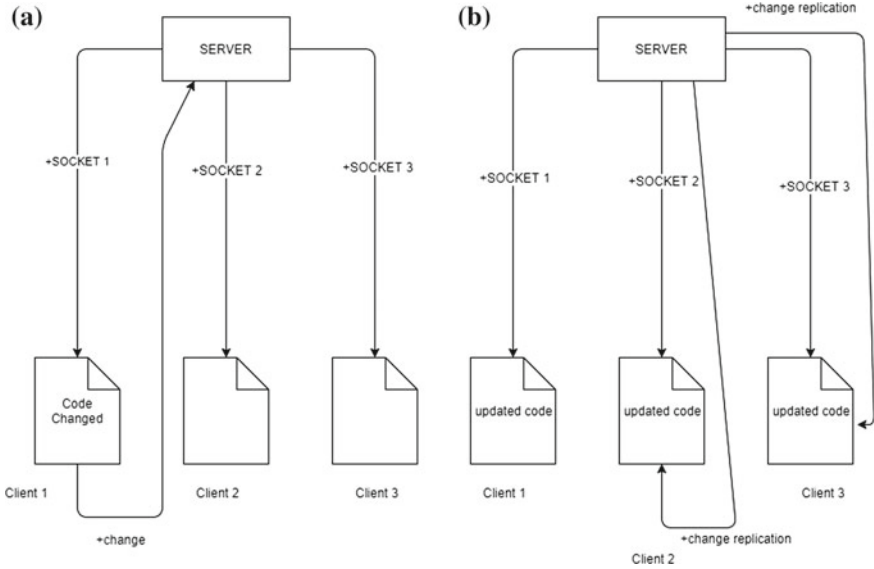 (a)
SERVER
+SOCKET 1
+SOCKET 2
+SOCKET 3
Code
Changed
Client 1
Client 2
Client 3
+change
(b)
+change replication
SERVER
+SOCKET 1
+SOCKET 2
+SOCKET 3
updated code
updated code
updated code
Client 1
Client 3
+change replication
Client 2